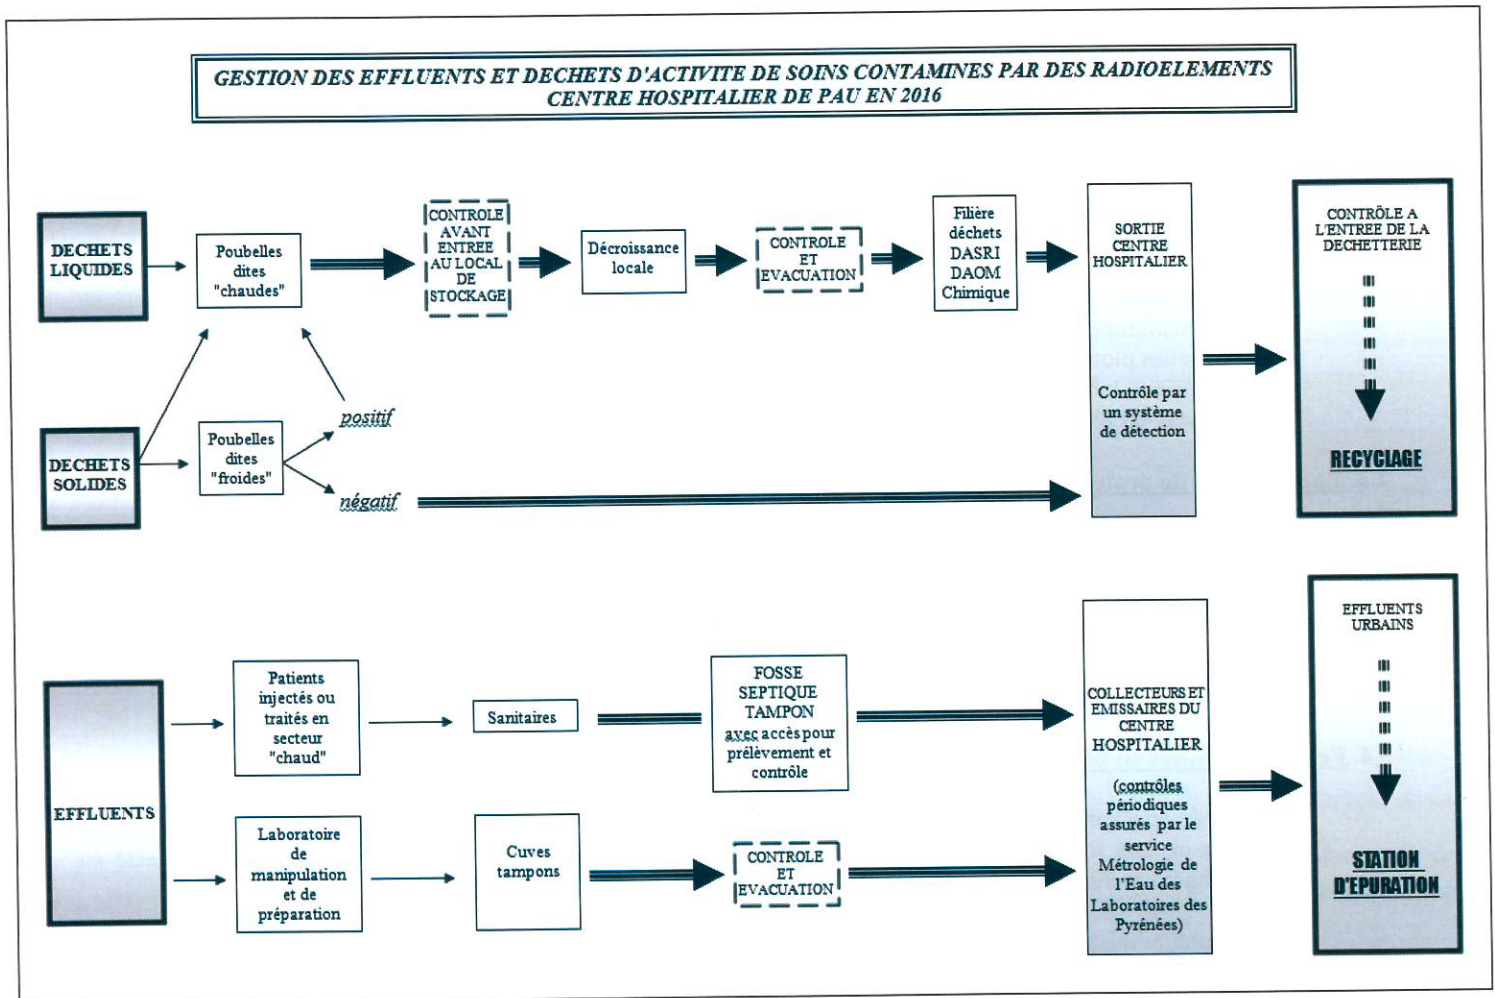 GESTION DES EFFLUENTS ET DECHETS D'ACTIVITE DE SOINS CONTAMINES PAR DES RADIOELEMENTS
CENTRE HOSPITALIER DE PAU EN 2016
DECHETS
LIQUIDES
Poubelles
dites
"chaudes"
CONTROLE
AVANT
ENTREE
AU LOCAL
DE
STOCKAGE
Décroissance
locale
CONTROLE
ET
EVACUATION
Filière
déchets
DASRI
DAOM
Chimique
SORTIE
CENTRE
HOSPITALIER
Contrôle par
un système
de détection
CONTRÔLE A
L'ENTREE DE LA
DECHETTERIE
RECYCLAGE
DECHETS
SOLIDES
Poubelles
dites
"froides"
positif
négatif
EFFLUENTS
Patients
injectés ou
traités en
secteur
"chaud"
Sanitaires
FOSSE
SEPTIQUE
TAMPON
avec accès pour
prélèvement et
contrôle
Laboratoire
de
manipulation
et de
préparation
Cuves
tampons
CONTROLE
ET
EVACUATION
COLLECTEURS ET
EMISSAIRES DU
CENTRE
HOSPITALIER
(contrôles
périodiques
assurés par le
service
Métrologie de
l'Eau des
Laboratoires des
Pyrénées)
EFFLUENTS
URBAINS
STATION
D'EPURATION